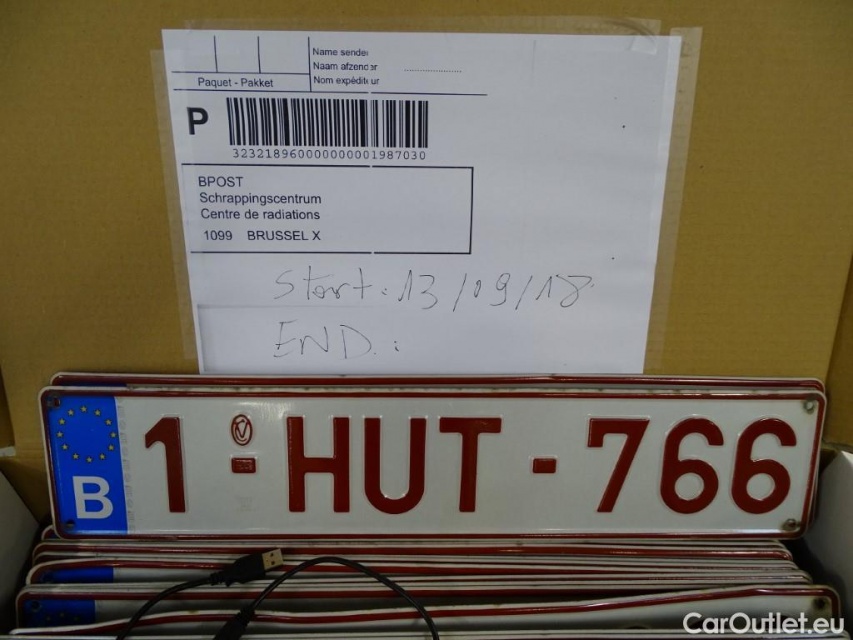 Name sender
Naam afzender
Nom expéditeur
Paquet - Pakket
P
323218960000000001987030
BPOST
Schrappingscentrum
Centre de radiations
1099 BRUSSEL X
Start: 13/09/18
END:
B 1-HUT-766
CarOutlet.eu